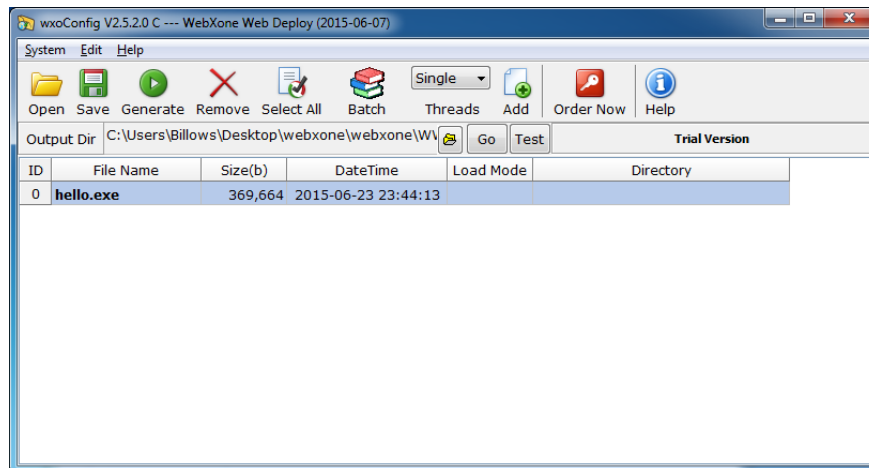 wxoConfig V2.5.2.0 C --- WebXone Web Deploy (2015-06-07)
System Edit Help
Single
Open Save Generate Remove Select All Batch Threads Add Order Now Help
Output Dir C:\Users\Billows\Desktop\webxone\webxone\ Go Test Trial Version
ID File Name Size(b) DateTime Load Mode Directory
0 hello.exe 369,664 2015-06-23 23:44:13